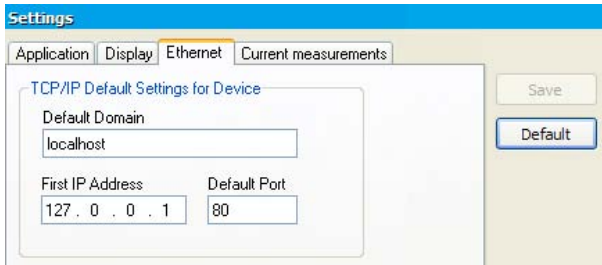 Settings
Application Display Ethernet Current measurements
TCP/IP Default Settings for Device
Save
Default Domain
Default
localhost
First IP Address Default Port
127 . 0 . 0 . 1 80